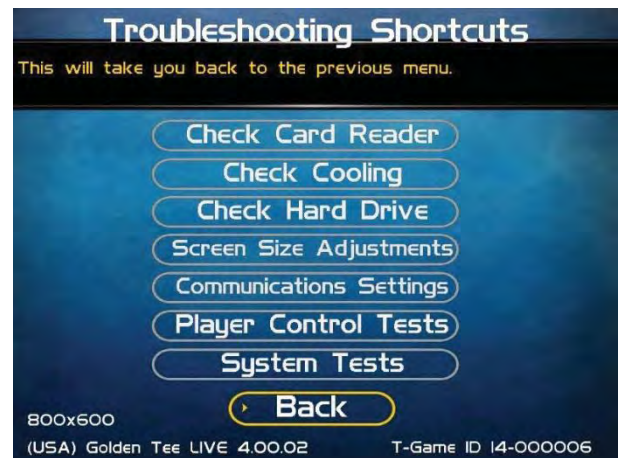 Troubleshooting Shortcuts
This will take you back to the previous menu.
Check Card Reader
Check Cooling
Check Hard Drive
Screen Size Adjustments
Communications Settings
Player Control Tests
System Tests
Back
800x600
(USA) Golden Tee LIVE 4.00.02 T-Game ID 14-000006